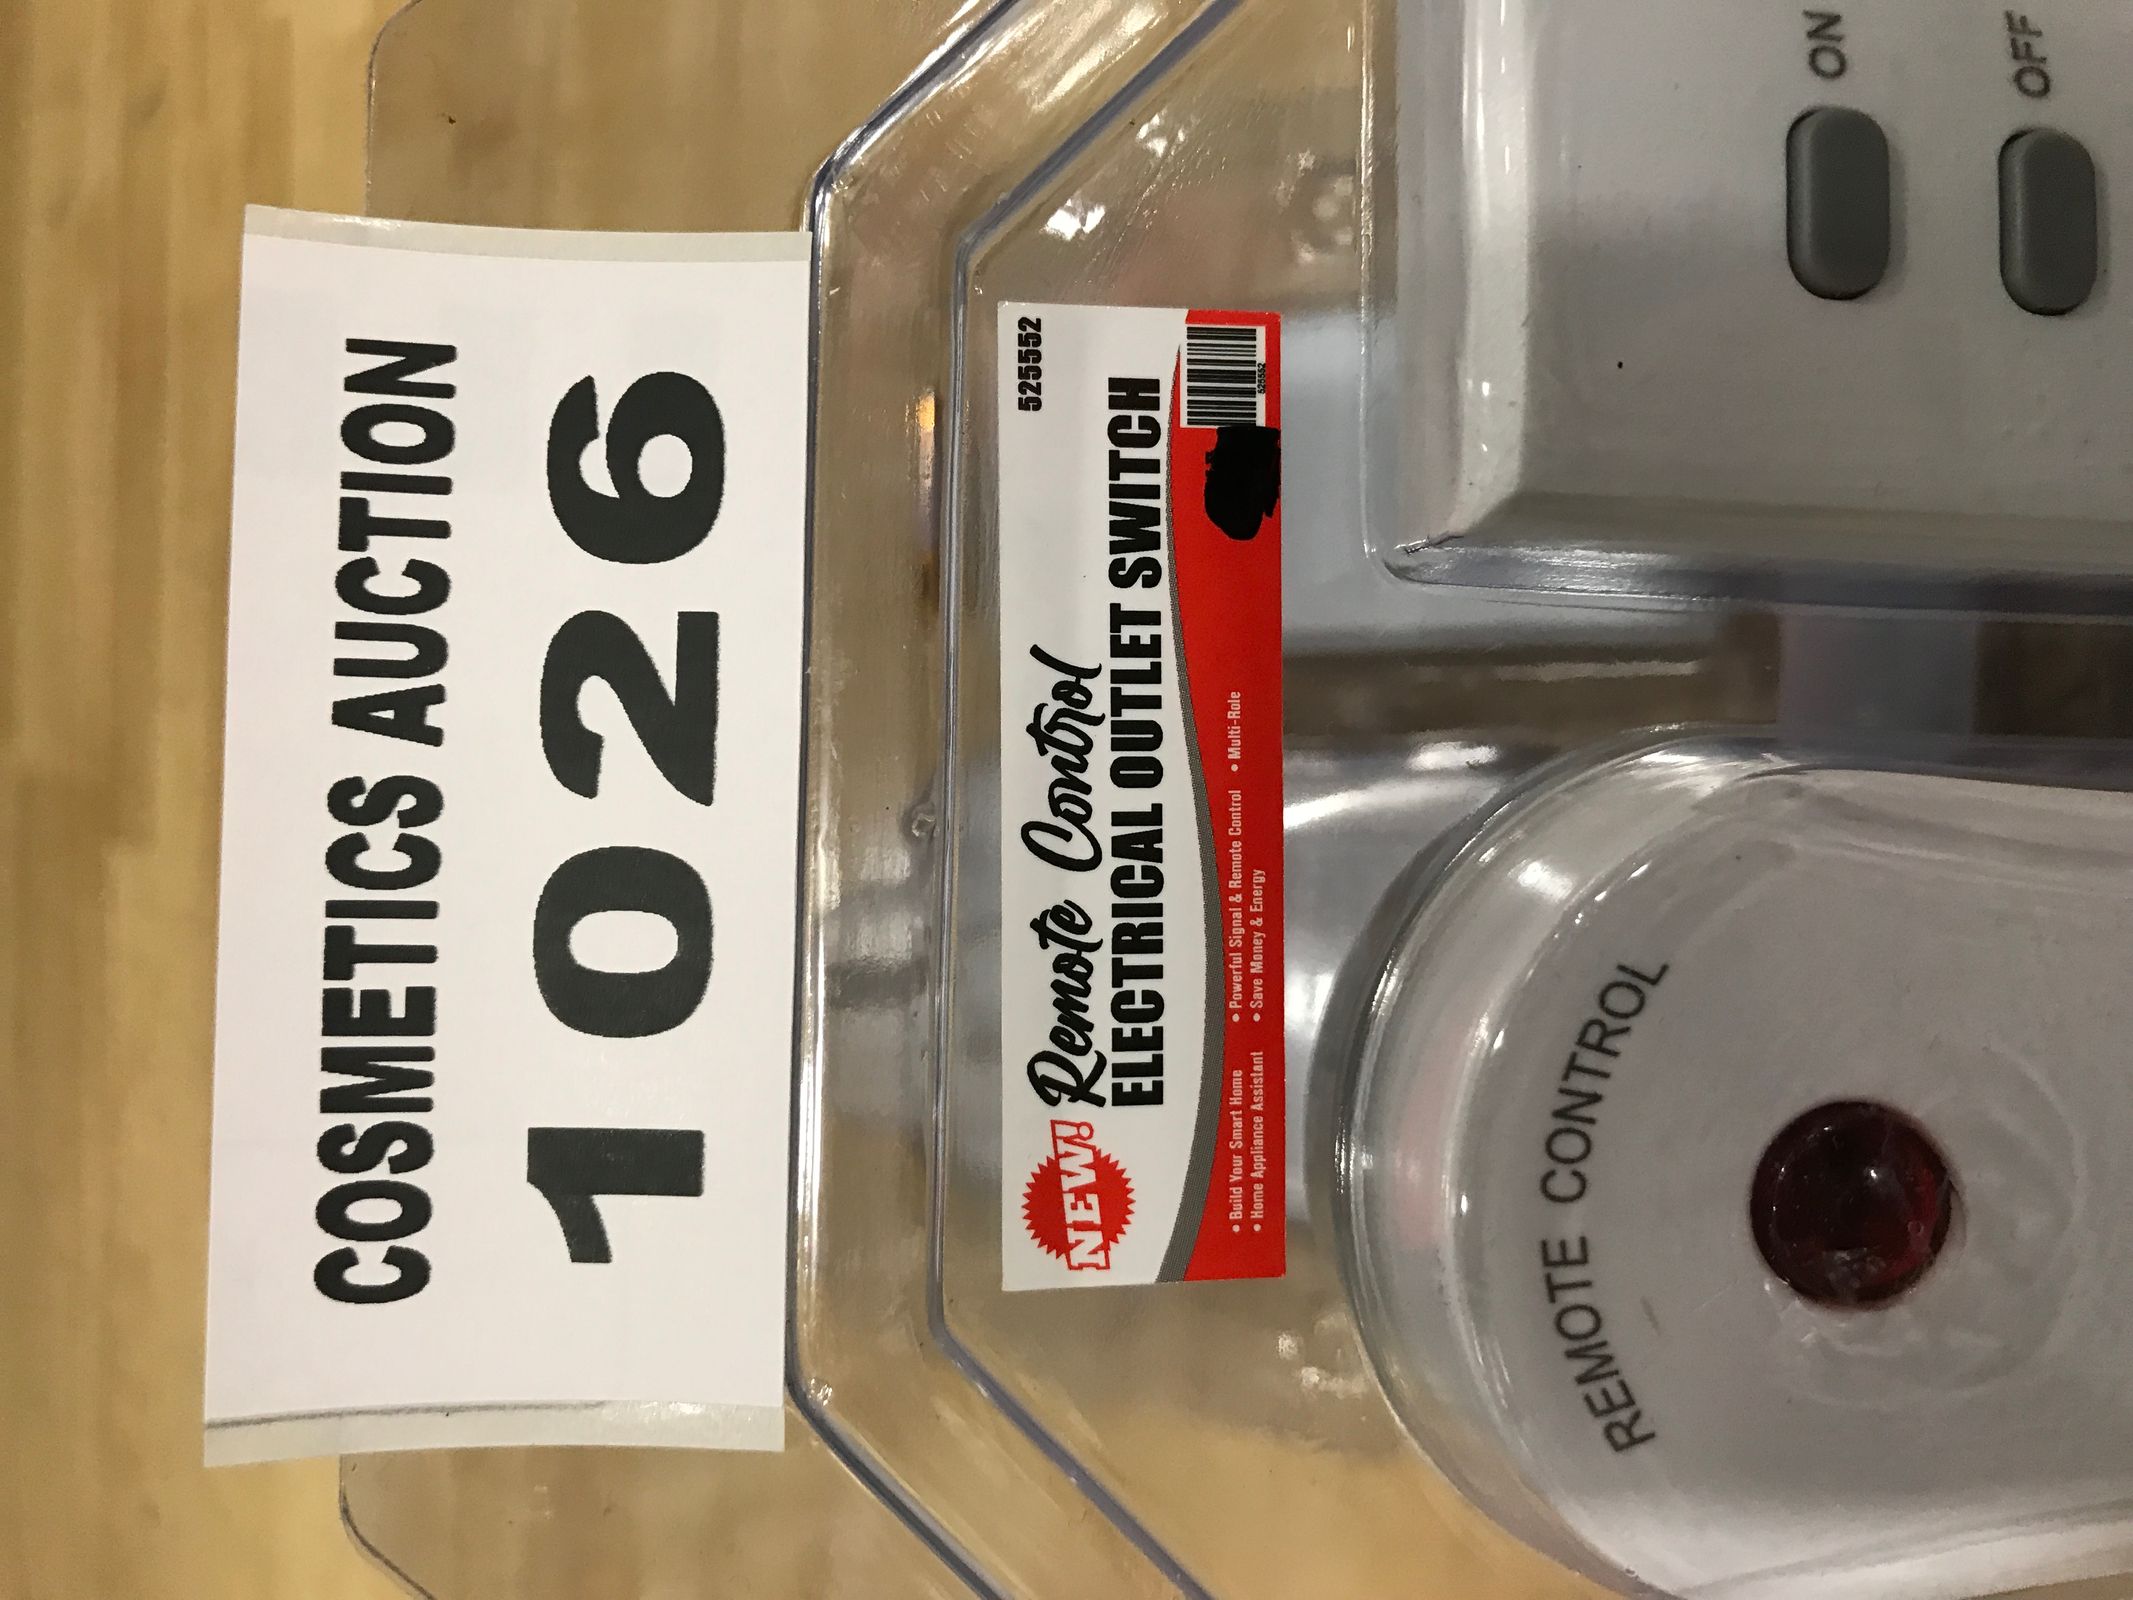 COSMETICS AUCTION
1026
525552
NEW! Remote Control
ELECTRICAL OUTLET SWITCH
525552
• Build Your Smart Home • Powerful Signal & Remote Control • Multi-Role
• Home Appliance Assistant • Save Money & Energy
ON
OFF
REMOTE CONTROL